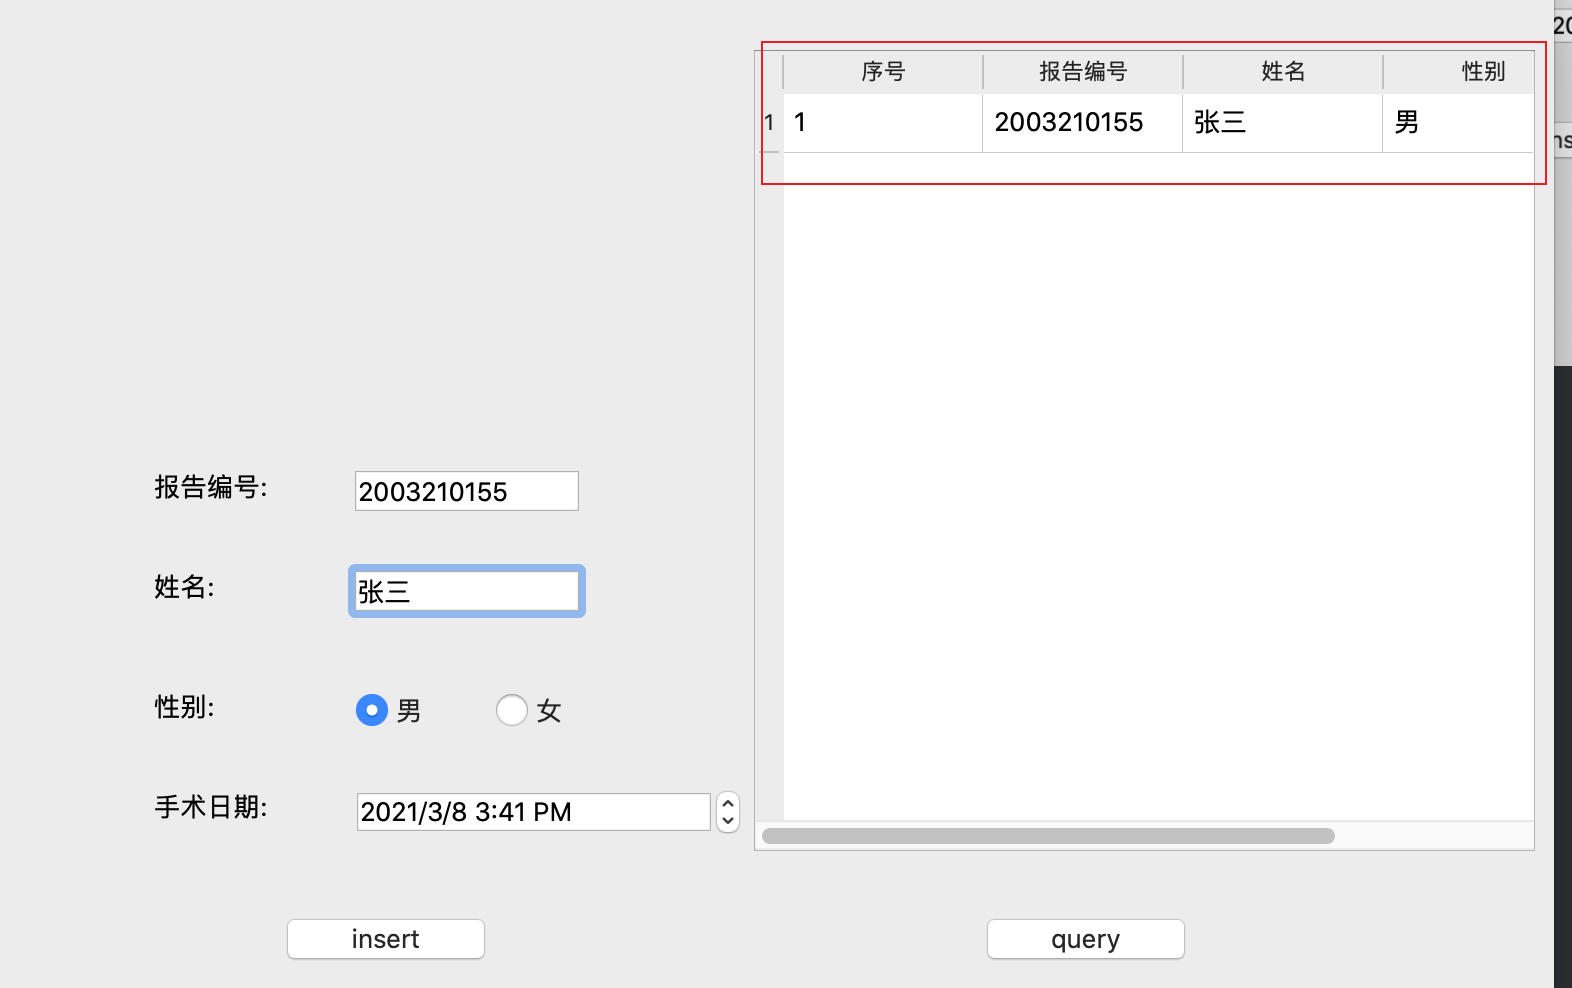 序号 报告编号 姓名 性别
1 1 2003210155 张三 男
报告编号: 2003210155
姓名: 张三
性别: 男 女
手术日期: 2021/3/8 3:41 PM
insert query